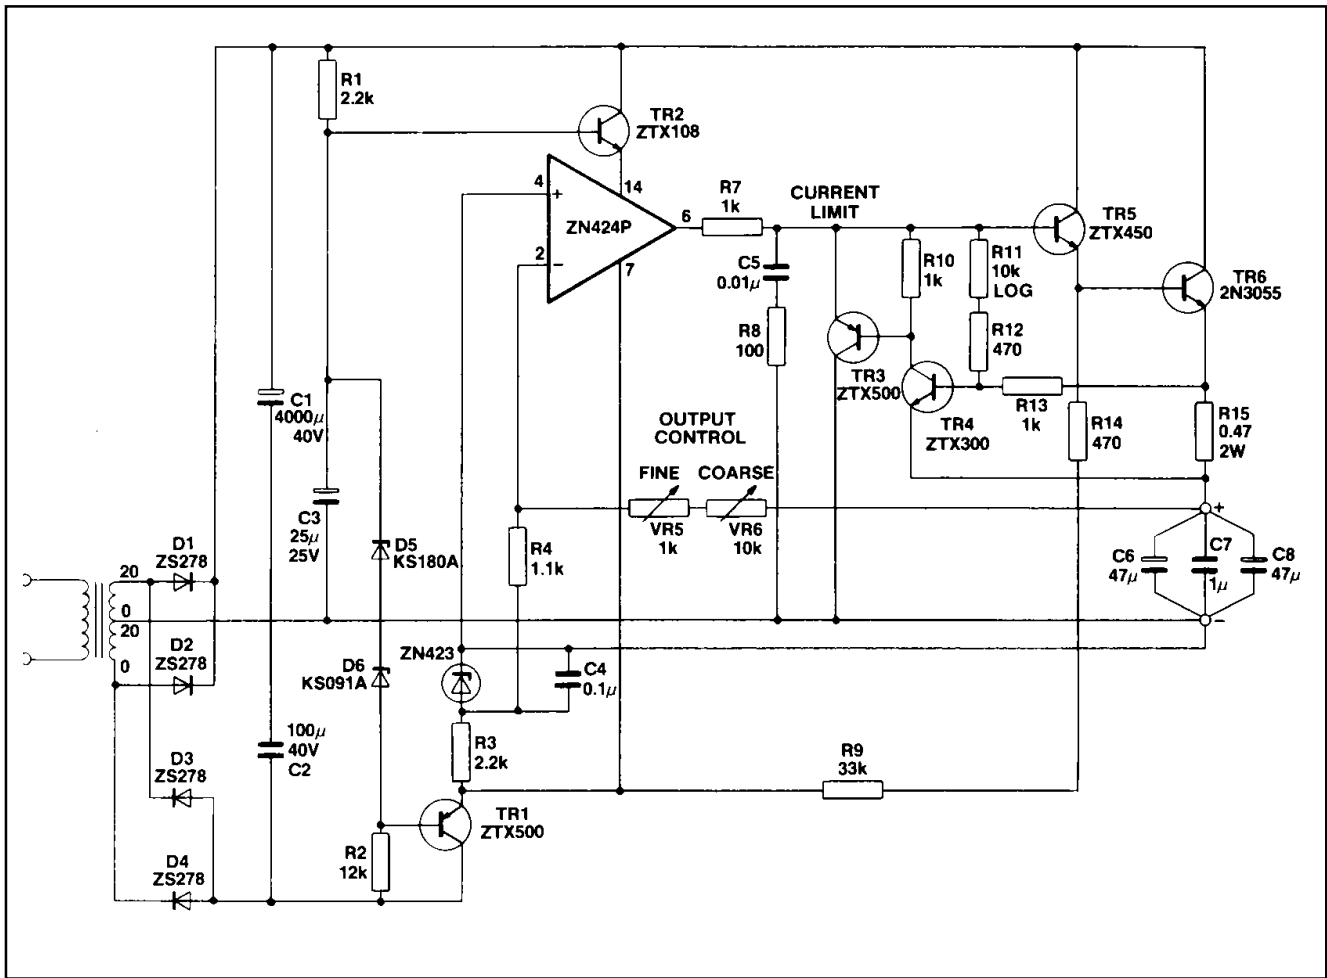 R1
2.2k
TR2
ZTX108
4
+
14
ZN424P
2
−
7
6
R7
1k
CURRENT
LIMIT
C5
0.01μ
R8
100
R10
1k
R11
10k
LOG
R12
470
TR5
ZTX450
TR6
2N3055
TR3
ZTX500
TR4
ZTX300
R13
1k
R14
470
R15
0.47
2W
C1
4000μ
40V
C3
25μ
25V
OUTPUT
CONTROL
FINE
COARSE
VR5
1k
VR6
10k
R4
1.1k
D5
KS180A
D1
ZS278
20
0
20
0
D2
ZS278
+
C6
47μ
C7
1μ
C8
47μ
−
D6
KS091A
ZN423
C4
0.1μ
100μ
40V
C2
D3
ZS278
R3
2.2k
R9
33k
TR1
ZTX500
R2
12k
D4
ZS278